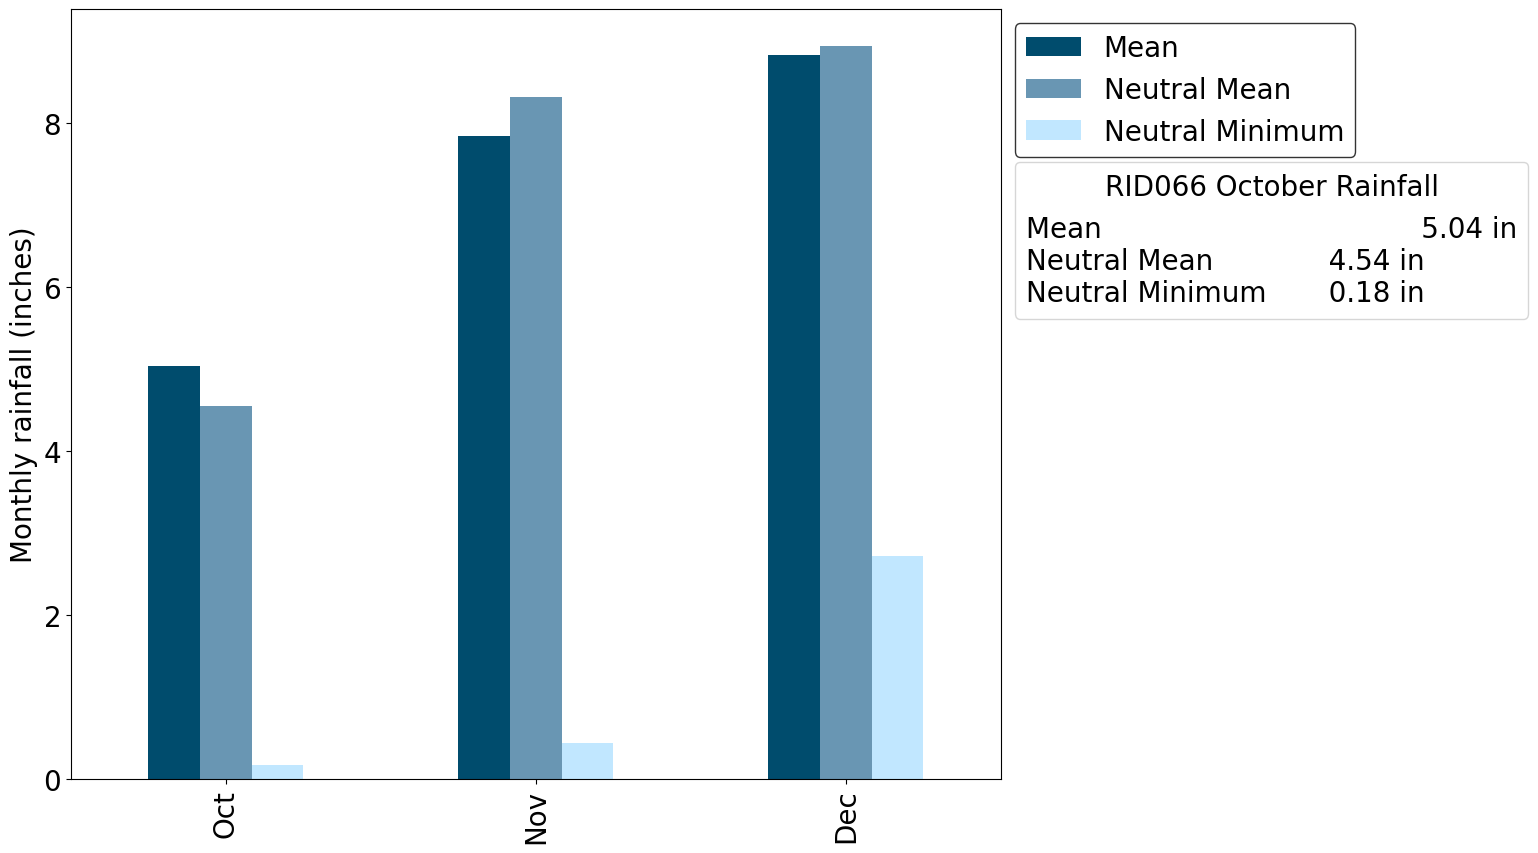 Monthly rainfall (inches)
8
6
4
2
0
Oct
Nov
Dec
Mean
Neutral Mean
Neutral Minimum
RID066 October Rainfall
Mean 5.04 in
Neutral Mean 4.54 in
Neutral Minimum 0.18 in